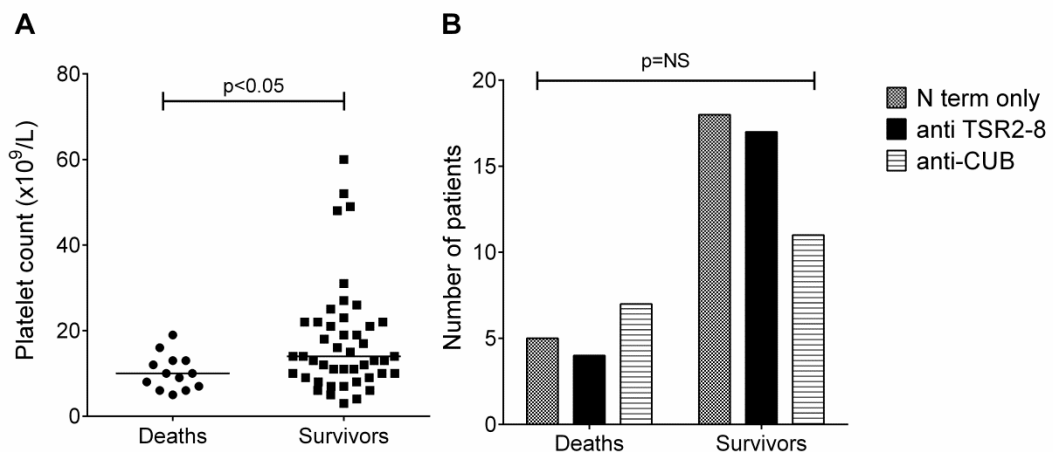 A
Platelet count (x10⁹/L)
80
60
40
20
0
p<0.05
Deaths
Survivors
B
Number of patients
20
15
10
5
0
p=NS
Deaths
Survivors
N term only
anti TSR2-8
anti-CUB